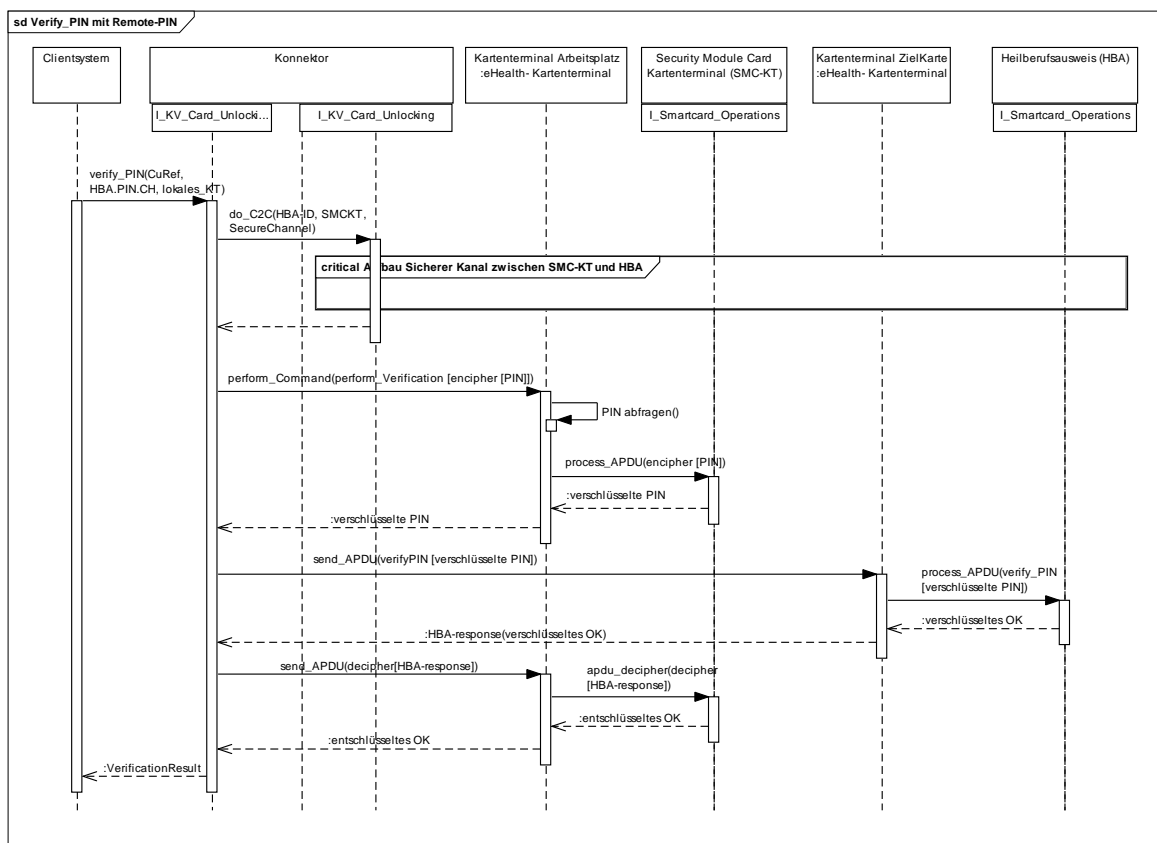 sd Verify_PIN mit Remote-PIN
Clientsystem
Konnektor
Kartenterminal Arbeitsplatz
:eHealth- Kartenterminal
Security Module Card
Kartenterminal (SMC-KT)
Kartenterminal ZielKarte
:eHealth- Kartenterminal
Heilberufsausweis (HBA)
I_KV_Card_Unlocki...
I_KV_Card_Unlocking
I_Smartcard_Operations
I_Smartcard_Operations
verify_PIN(CuRef,
HBA.PIN.CH, lokales_KT)
do_C2C(HBA-ID, SMCKT,
SecureChannel)
critical Aufbau Sicherer Kanal zwischen SMC-KT und HBA
perform_Command(perform_Verification [encipher [PIN]])
PIN abfragen()
process_APDU(encipher [PIN])
:verschlüsselte PIN
:verschlüsselte PIN
send_APDU(verifyPIN [verschlüsselte PIN])
process_APDU(verify_PIN
[verschlüsselte PIN])
:verschlüsseltes OK
:HBA-response(verschlüsseltes OK)
send_APDU(decipher[HBA-response])
apdu_decipher(decipher
[HBA-response])
:entschlüsseltes OK
:entschlüsseltes OK
:VerificationResult